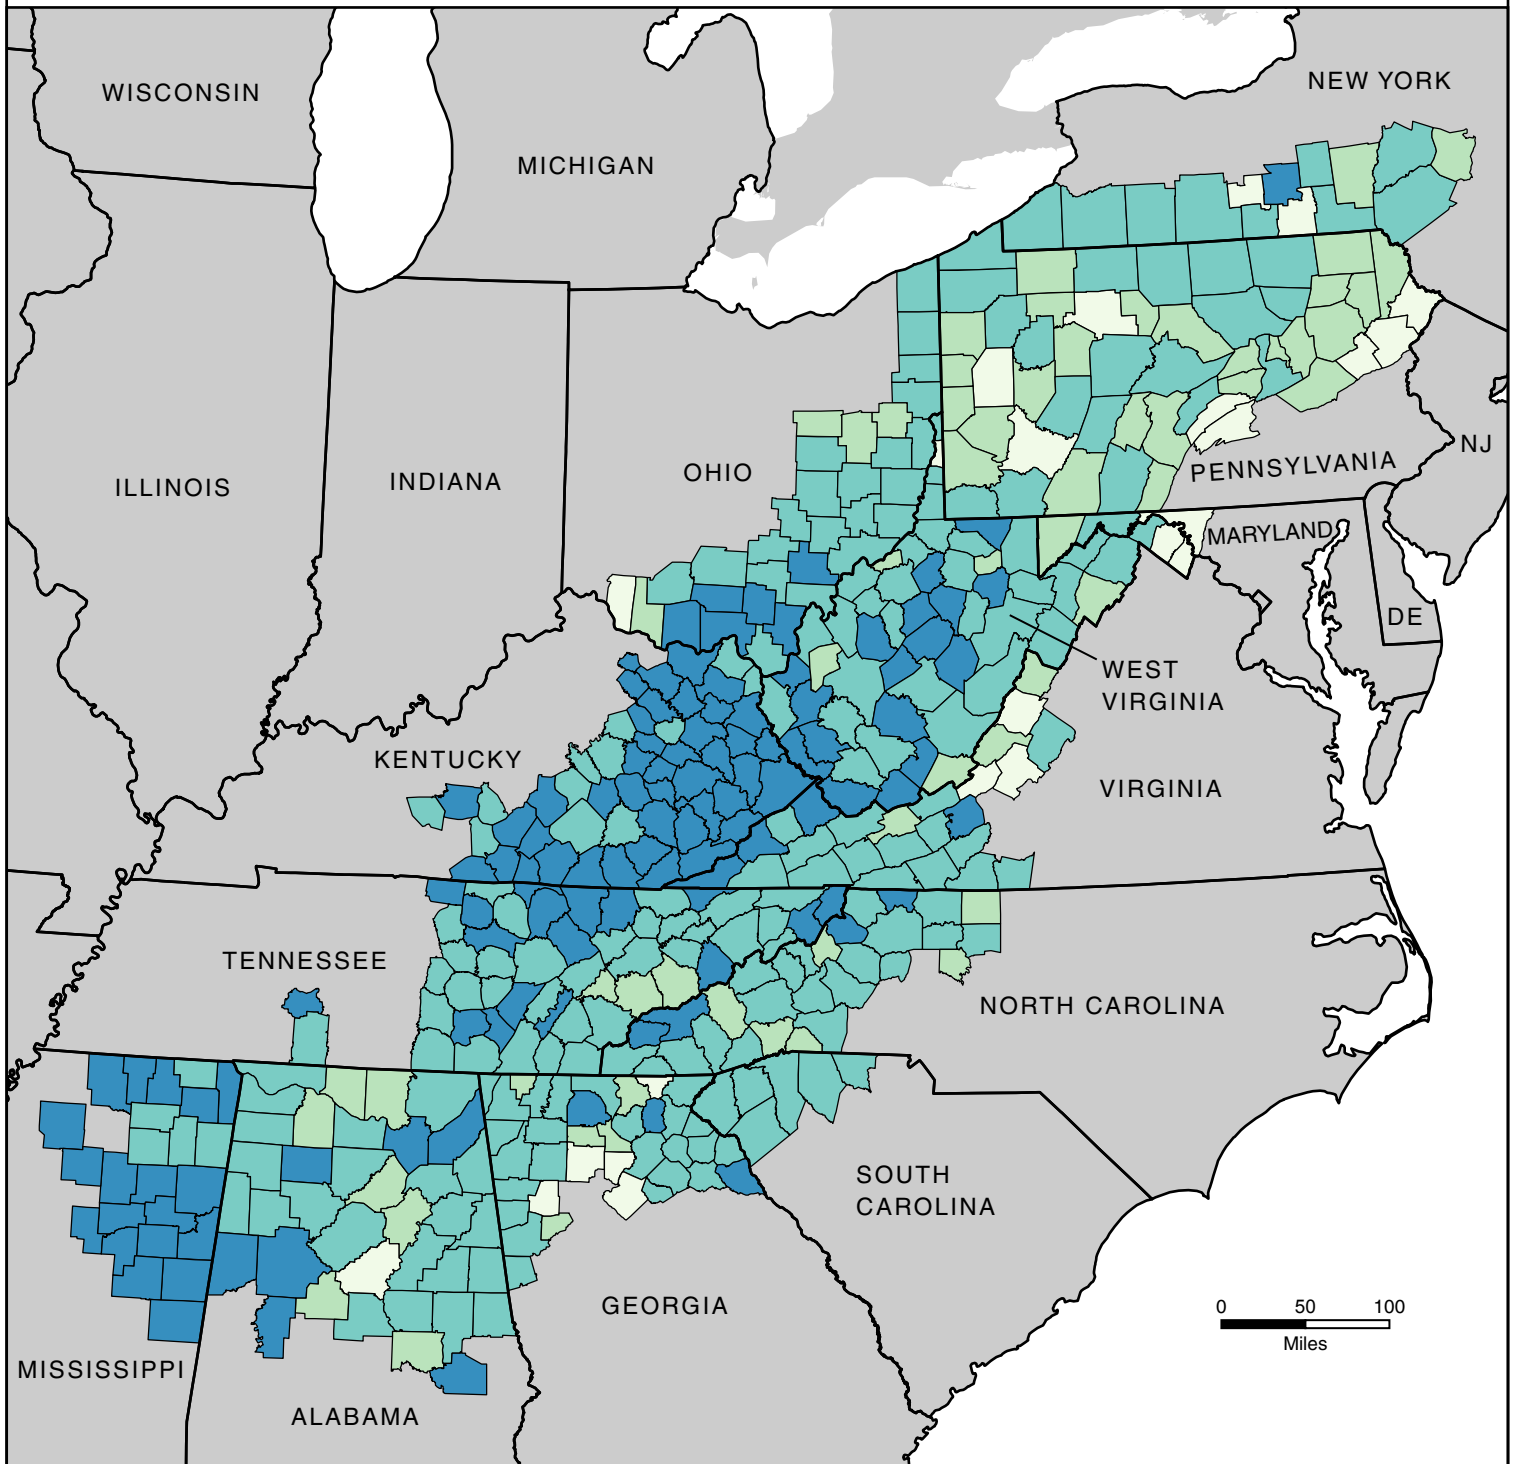 WISCONSIN
MICHIGAN
NEW YORK
ILLINOIS
INDIANA
OHIO
PENNSYLVANIA
NJ
MARYLAND
DE
WEST
VIRGINIA
KENTUCKY
VIRGINIA
TENNESSEE
NORTH CAROLINA
SOUTH
CAROLINA
GEORGIA
MISSISSIPPI
ALABAMA
0 50 100
Miles